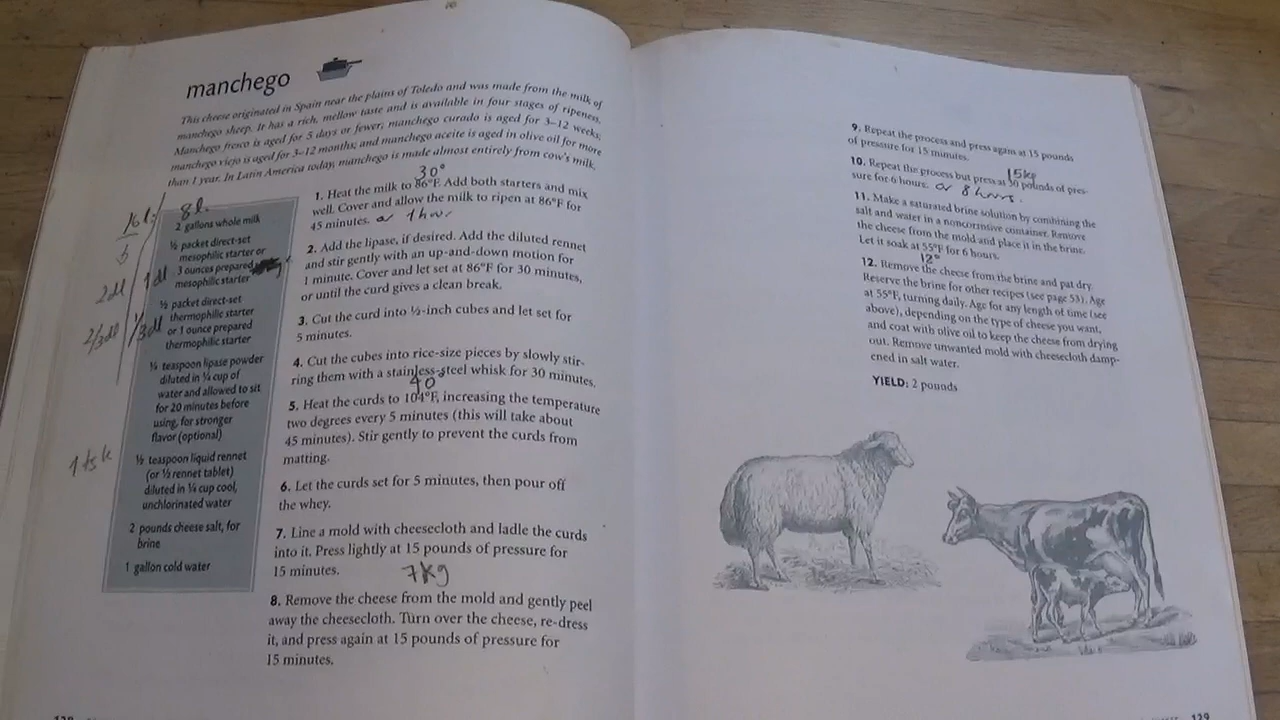 manchego
This cheese originated in Spain near the plains of Toledo and was made from the milk of
manchego sheep. It has a rich, mellow taste and is available in four stages of ripeness.
Manchego fresco is aged for 5 days or fewer; manchego curado is aged for 3–12 weeks;
manchego viejo is aged for 3–12 months; and manchego aceite is aged in olive oil for more
than 1 year. In Latin America today, manchego is made almost entirely from cow's milk.
16 l.
5
2dl
2/3dl
1 tsk
8 l.
2 gallons whole milk
½ packet direct-set
mesophilic starter or
3 ounces prepared
mesophilic starter
1 dl
½ packet direct-set
thermophilic starter
or 1 ounce prepared
thermophilic starter
1/3dl
¼ teaspoon lipase powder
diluted in ¼ cup of
water and allowed to sit
for 20 minutes before
using, for stronger
flavor (optional)
½ teaspoon liquid rennet
(or ½ rennet tablet)
diluted in ¼ cup cool,
unchlorinated water
2 pounds cheese salt, for
brine
1 gallon cold water
30°
1. Heat the milk to 86°F. Add both starters and mix
well. Cover and allow the milk to ripen at 86°F for
45 minutes. or 1 hour
2. Add the lipase, if desired. Add the diluted rennet
and stir gently with an up-and-down motion for
1 minute. Cover and let set at 86°F for 30 minutes,
or until the curd gives a clean break.
3. Cut the curd into ½-inch cubes and let set for
5 minutes.
4. Cut the cubes into rice-size pieces by slowly stir-
ring them with a stainless-steel whisk for 30 minutes.
40
5. Heat the curds to 104°F, increasing the temperature
two degrees every 5 minutes (this will take about
45 minutes). Stir gently to prevent the curds from
matting.
6. Let the curds set for 5 minutes, then pour off
the whey.
7. Line a mold with cheesecloth and ladle the curds
into it. Press lightly at 15 pounds of pressure for
15 minutes.
7kg
8. Remove the cheese from the mold and gently peel
away the cheesecloth. Turn over the cheese, re-dress
it, and press again at 15 pounds of pressure for
15 minutes.
9. Repeat the process and press again at 15 pounds
of pressure for 15 minutes.
15kg
10. Repeat the process but press at 30 pounds of pres-
sure for 6 hours. or 8 hours.
11. Make a saturated brine solution by combining the
salt and water in a noncorrosive container. Remove
the cheese from the mold and place it in the brine.
Let it soak at 55°F for 6 hours.
12°
12. Remove the cheese from the brine and pat dry.
Reserve the brine for other recipes (see page 53). Age
at 55°F, turning daily. Age for any length of time (see
above), depending on the type of cheese you want,
and coat with olive oil to keep the cheese from drying
out. Remove unwanted mold with cheesecloth damp-
ened in salt water.
YIELD: 2 pounds
128
129